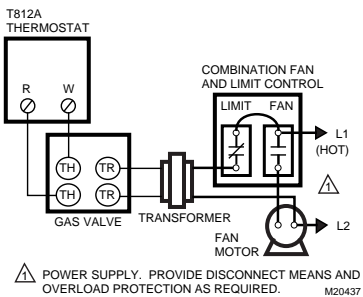 T812A
THERMOSTAT
R
W
COMBINATION FAN
AND LIMIT CONTROL
LIMIT
FAN
L1
(HOT)
1
TH
TR
TH
TR
GAS VALVE
TRANSFORMER
FAN
MOTOR
L2
1 POWER SUPPLY. PROVIDE DISCONNECT MEANS AND
OVERLOAD PROTECTION AS REQUIRED.
M20437